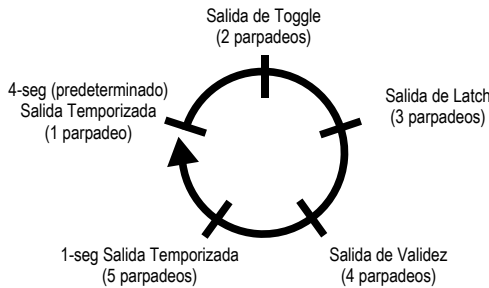 Salida de Toggle
(2 parpadeos)
4-seg (predeterminado)
Salida Temporizada
(1 parpadeo)
Salida de Latch
(3 parpadeos)
1-seg Salida Temporizada
(5 parpadeos)
Salida de Validez
(4 parpadeos)